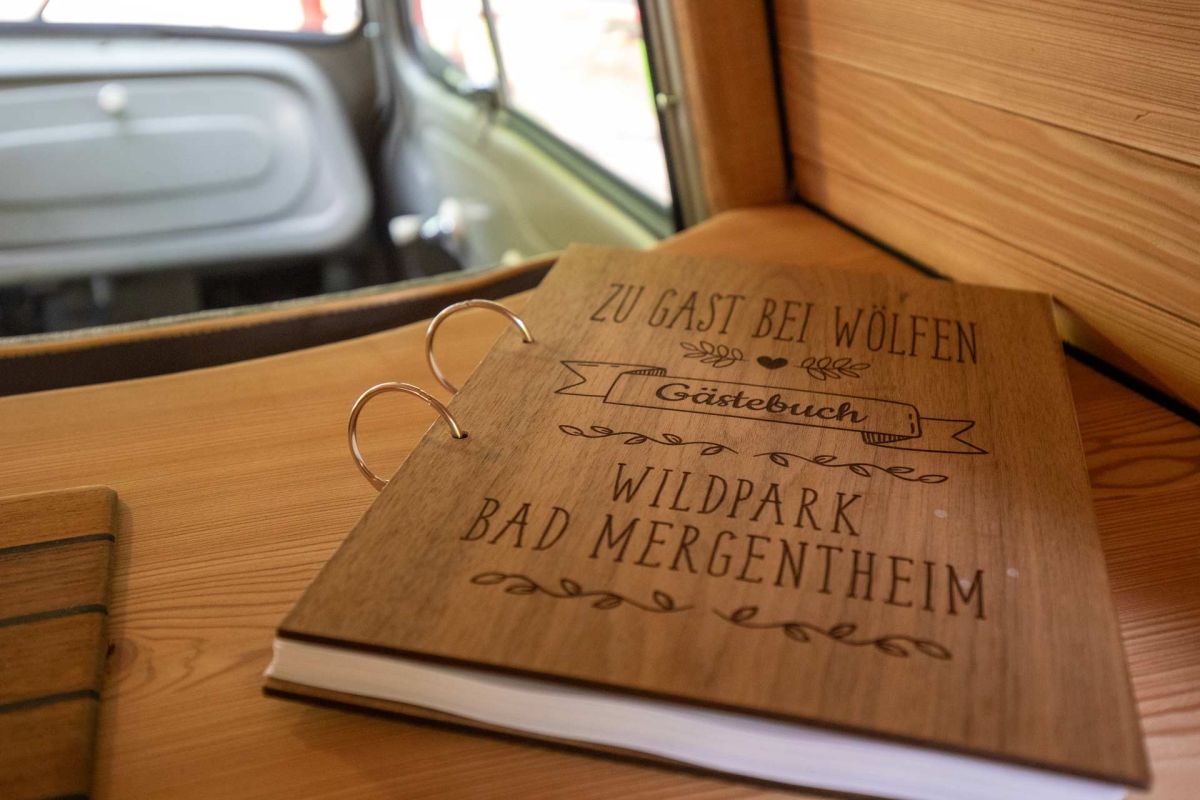 ZU GAST BEI WÖLFEN
Gästebuch
WILDPARK
BAD MERGENTHEIM